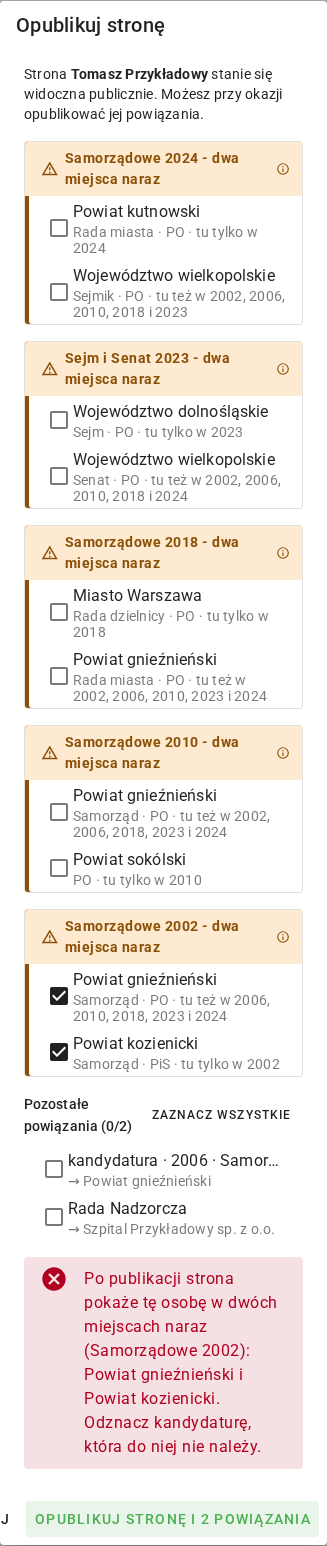 Opublikuj stronę
Strona Tomasz Przykładowy stanie się
widoczna publicznie. Możesz przy okazji
opublikować jej powiązania.
Samorządowe 2024 - dwa
miejsca naraz
Powiat kutnowski
Rada miasta · PO · tu tylko w
2024
Województwo wielkopolskie
Sejmik · PO · tu też w 2002, 2006,
2010, 2018 i 2023
Sejm i Senat 2023 - dwa
miejsca naraz
Województwo dolnośląskie
Sejm · PO · tu tylko w 2023
Województwo wielkopolskie
Senat · PO · tu też w 2002, 2006,
2010, 2018 i 2024
Samorządowe 2018 - dwa
miejsca naraz
Miasto Warszawa
Rada dzielnicy · PO · tu tylko w
2018
Powiat gnieźnieński
Rada miasta · PO · tu też w
2002, 2006, 2010, 2023 i 2024
Samorządowe 2010 - dwa
miejsca naraz
Powiat gnieźnieński
Samorząd · PO · tu też w 2002,
2006, 2018, 2023 i 2024
Powiat sokólski
PO · tu tylko w 2010
Samorządowe 2002 - dwa
miejsca naraz
Powiat gnieźnieński
Samorząd · PO · tu też w 2006,
2010, 2018, 2023 i 2024
Powiat kozienicki
Samorząd · PiS · tu tylko w 2002
Pozostałe
powiązania (0/2)
ZAZNACZ WSZYSTKIE
kandydatura · 2006 · Samor…
→ Powiat gnieźnieński
Rada Nadzorcza
→ Szpital Przykładowy sp. z o.o.
Po publikacji strona
pokaże tę osobę w dwóch
miejscach naraz
(Samorządowe 2002):
Powiat gnieźnieński i
Powiat kozienicki.
Odznacz kandydaturę,
która do niej nie należy.
J OPUBLIKUJ STRONĘ I 2 POWIĄZANIA